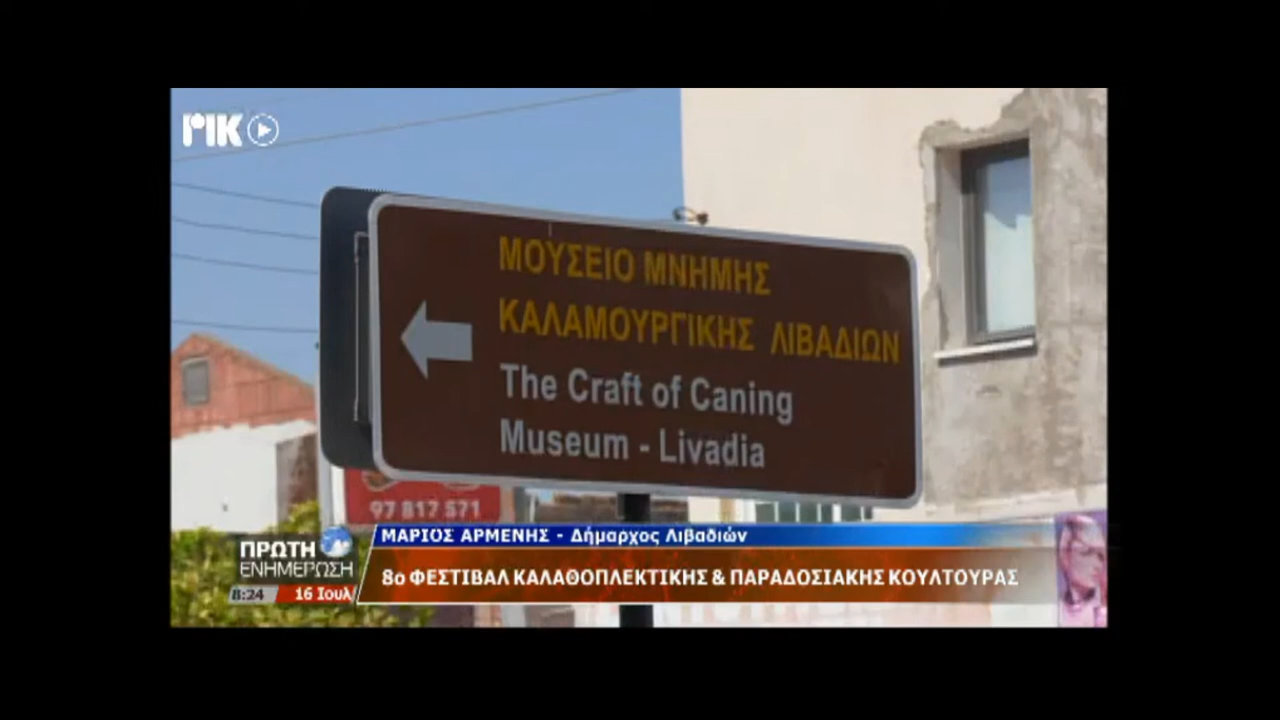 ΡΙΚ
ΜΟΥΣΕΙΟ ΜΝΗΜΗΣ
ΚΑΛΑΜΟΥΡΓΙΚΗΣ ΛΙΒΑΔΙΩΝ
The Craft of Caning
Museum - Livadia
97 817 571
ΜΑΡΙΟΣ ΑΡΜΕΝΗΣ - Δήμαρχος Λιβαδιών
ΠΡΩΤΗ
ΕΝΗΜΕΡΩΣΗ
8ο ΦΕΣΤΙΒΑΛ ΚΑΛΑΘΟΠΛΕΚΤΙΚΗΣ & ΠΑΡΑΔΟΣΙΑΚΗΣ ΚΟΥΛΤΟΥΡΑΣ
8:24 16 Ιουλ